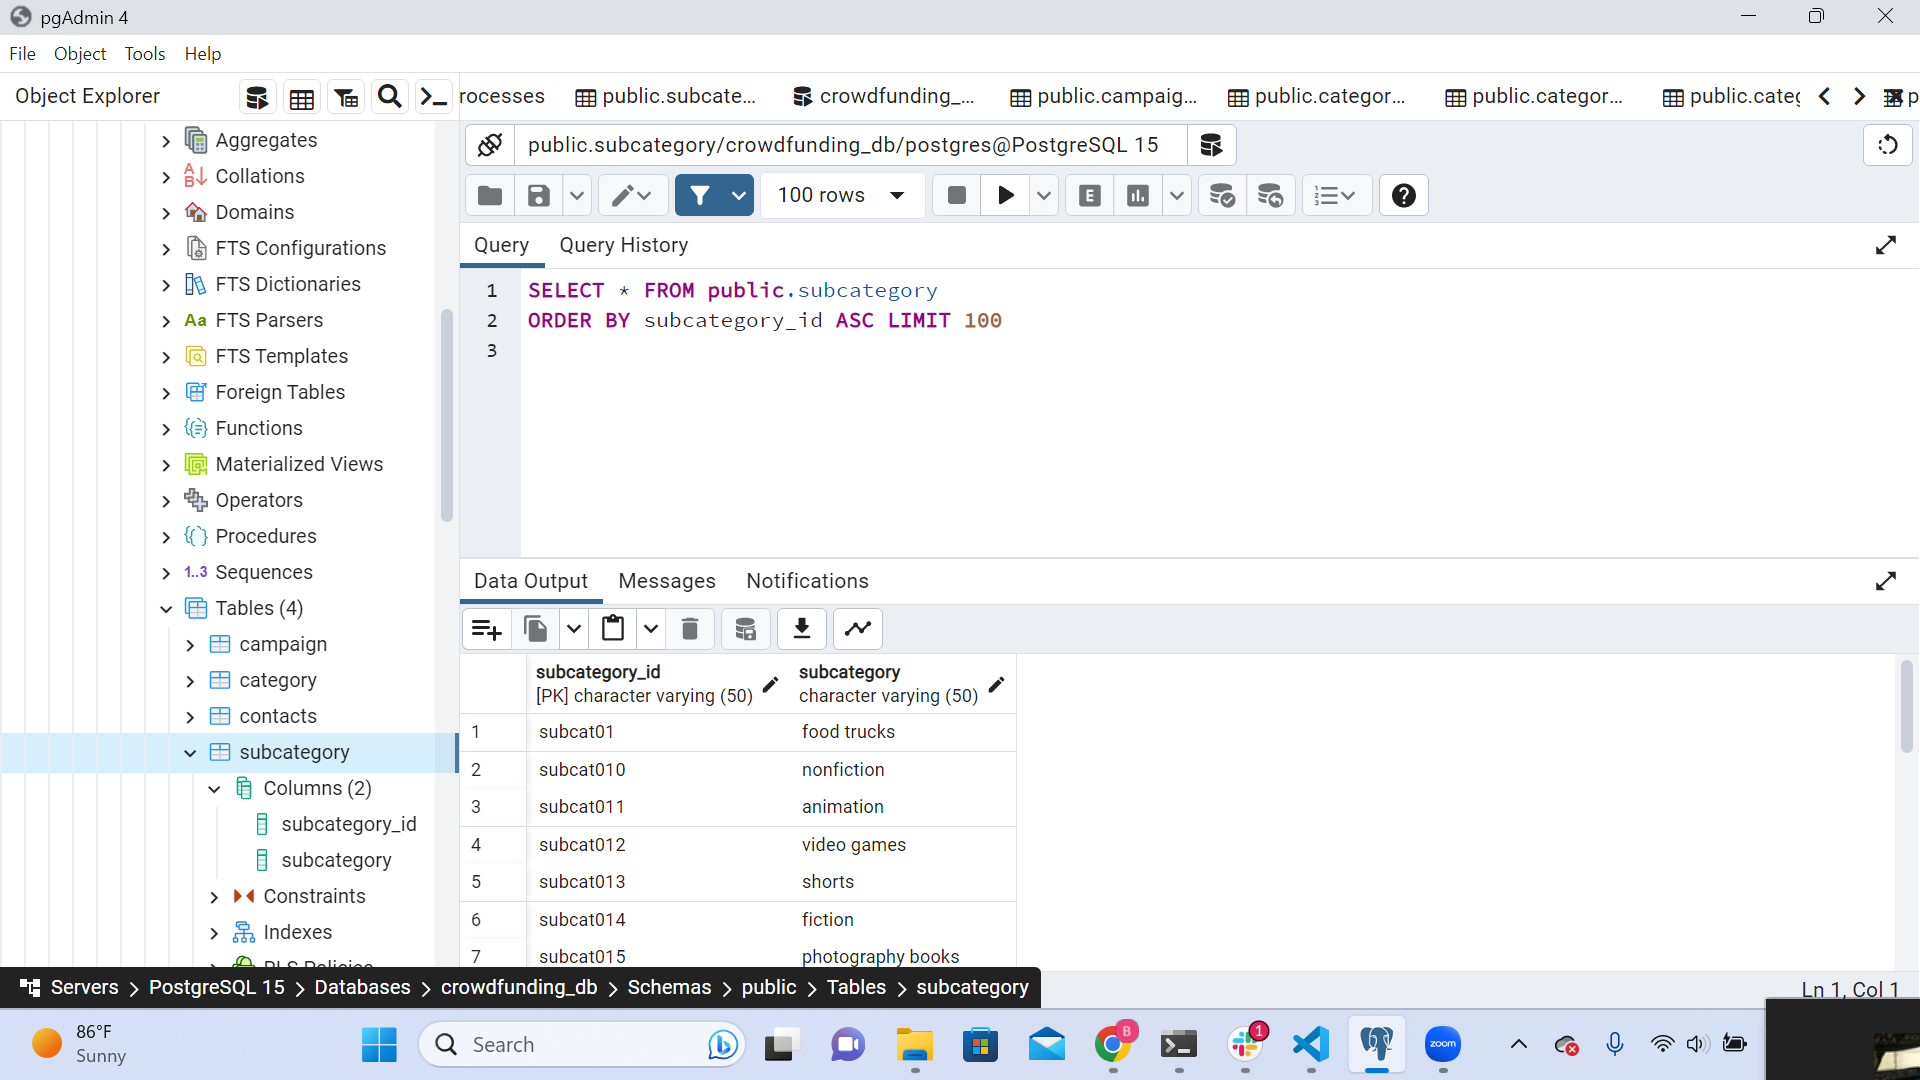 pgAdmin 4
File Object Tools Help
Object Explorer
rocesses public.subcate... crowdfunding_... public.campaig... public.categor... public.categor... public.cate
public.subcategory/crowdfunding_db/postgres@PostgreSQL 15
100 rows
E
Query Query History
1 SELECT * FROM public.subcategory
2 ORDER BY subcategory_id ASC LIMIT 100
3
Aggregates
Collations
Domains
FTS Configurations
FTS Dictionaries
Aa FTS Parsers
FTS Templates
Foreign Tables
Functions
Materialized Views
Operators
Procedures
1..3 Sequences
Tables (4)
campaign
category
contacts
subcategory
Columns (2)
subcategory_id
subcategory
Constraints
Indexes
RLS Policies
Data Output Messages Notifications
subcategory_id subcategory
[PK] character varying (50) character varying (50)
1 subcat01 food trucks
2 subcat010 nonfiction
3 subcat011 animation
4 subcat012 video games
5 subcat013 shorts
6 subcat014 fiction
7 subcat015 photography books
Servers > PostgreSQL 15 > Databases > crowdfunding_db > Schemas > public > Tables > subcategory
Ln 1, Col 1
86°F
Sunny
Search
B
1
zoom